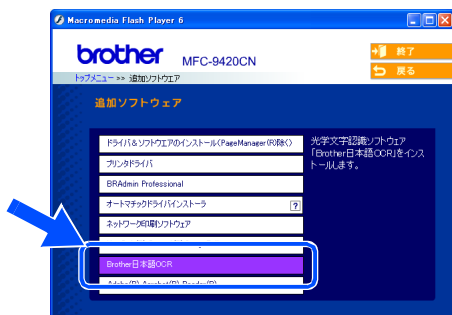 Macromedia Flash Player 6
brother MFC-9420CN
終了
戻る
トップメニュー >> 追加ソフトウェア
追加ソフトウェア
ドライバ&ソフトウエアのインストール(PageManager(R)除く)
プリンタドライバ
BRAdmin Professional
オートマチックドライバインストーラ ?
ネットワーク印刷ソフトウェア
Brother日本語OCR
Adobe(R) Acrobat(R) Reader(R)
光学文字認識ソフトウェア
「Brother日本語OCR」をインス
トールします。